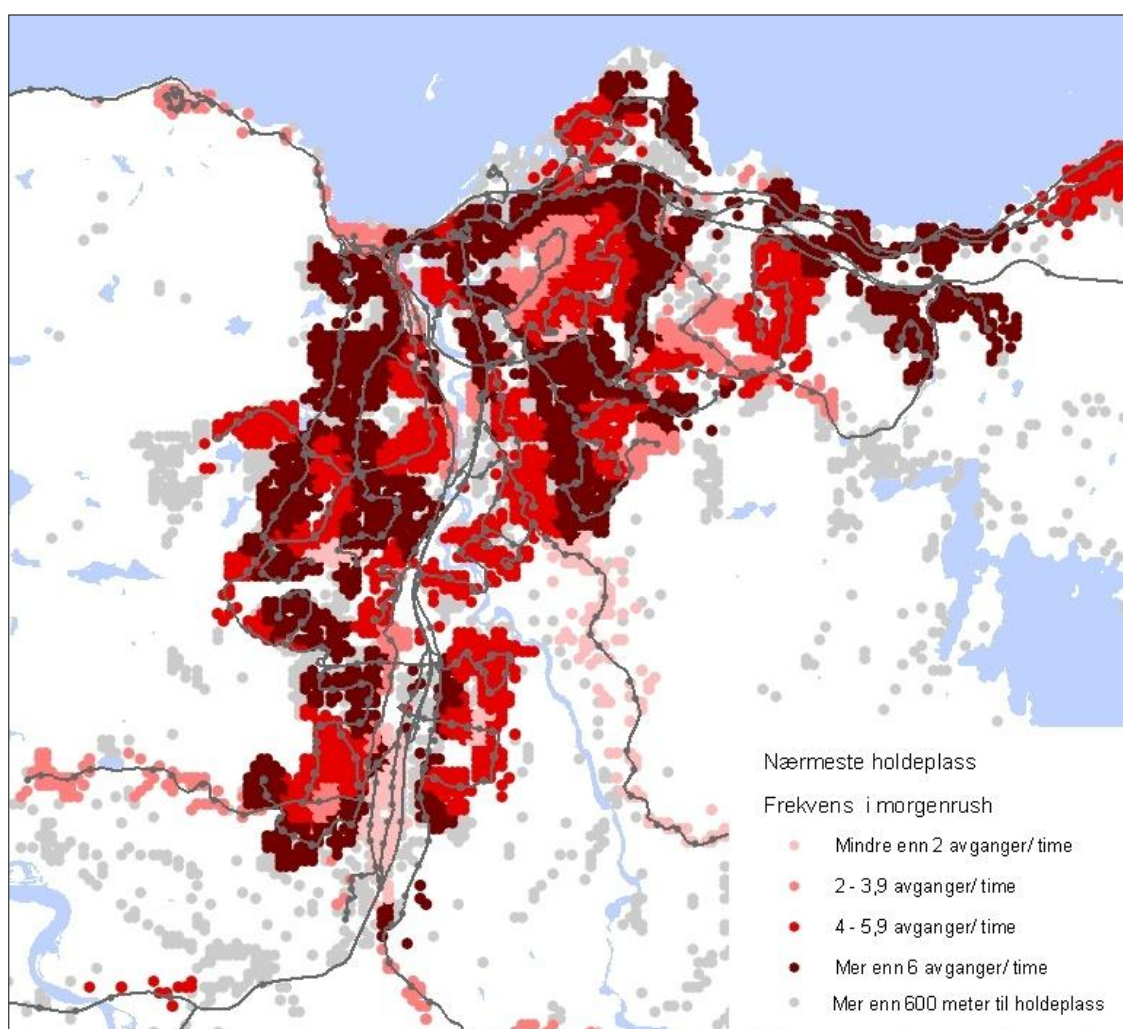 Nærmeste holdeplass
Frekvens i morgenrush
Mindre enn 2 avganger/ time
2 - 3,9 avganger/ time
4 - 5,9 avganger/ time
Mer enn 6 avganger/ time
Mer enn 600 meter til holdeplass